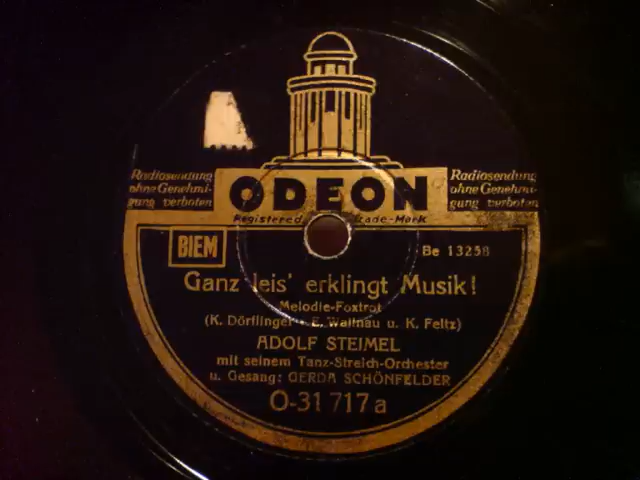 Radiosendung
ohne Genehmi-
gung verboten
ODEON
Radiosendung
ohne Genehmi-
gung verboten
Registered Trade-Mark
BIEM
Be 13258
Ganz leis' erklingt Musik!
Melodie-Foxtrot
(K. Dörflinger - E. Wallnau u. K. Feltz)
ADOLF STEIMEL
mit seinem Tanz-Streich-Orchester
u. Gesang: GERDA SCHÖNFELDER
O-31 717a